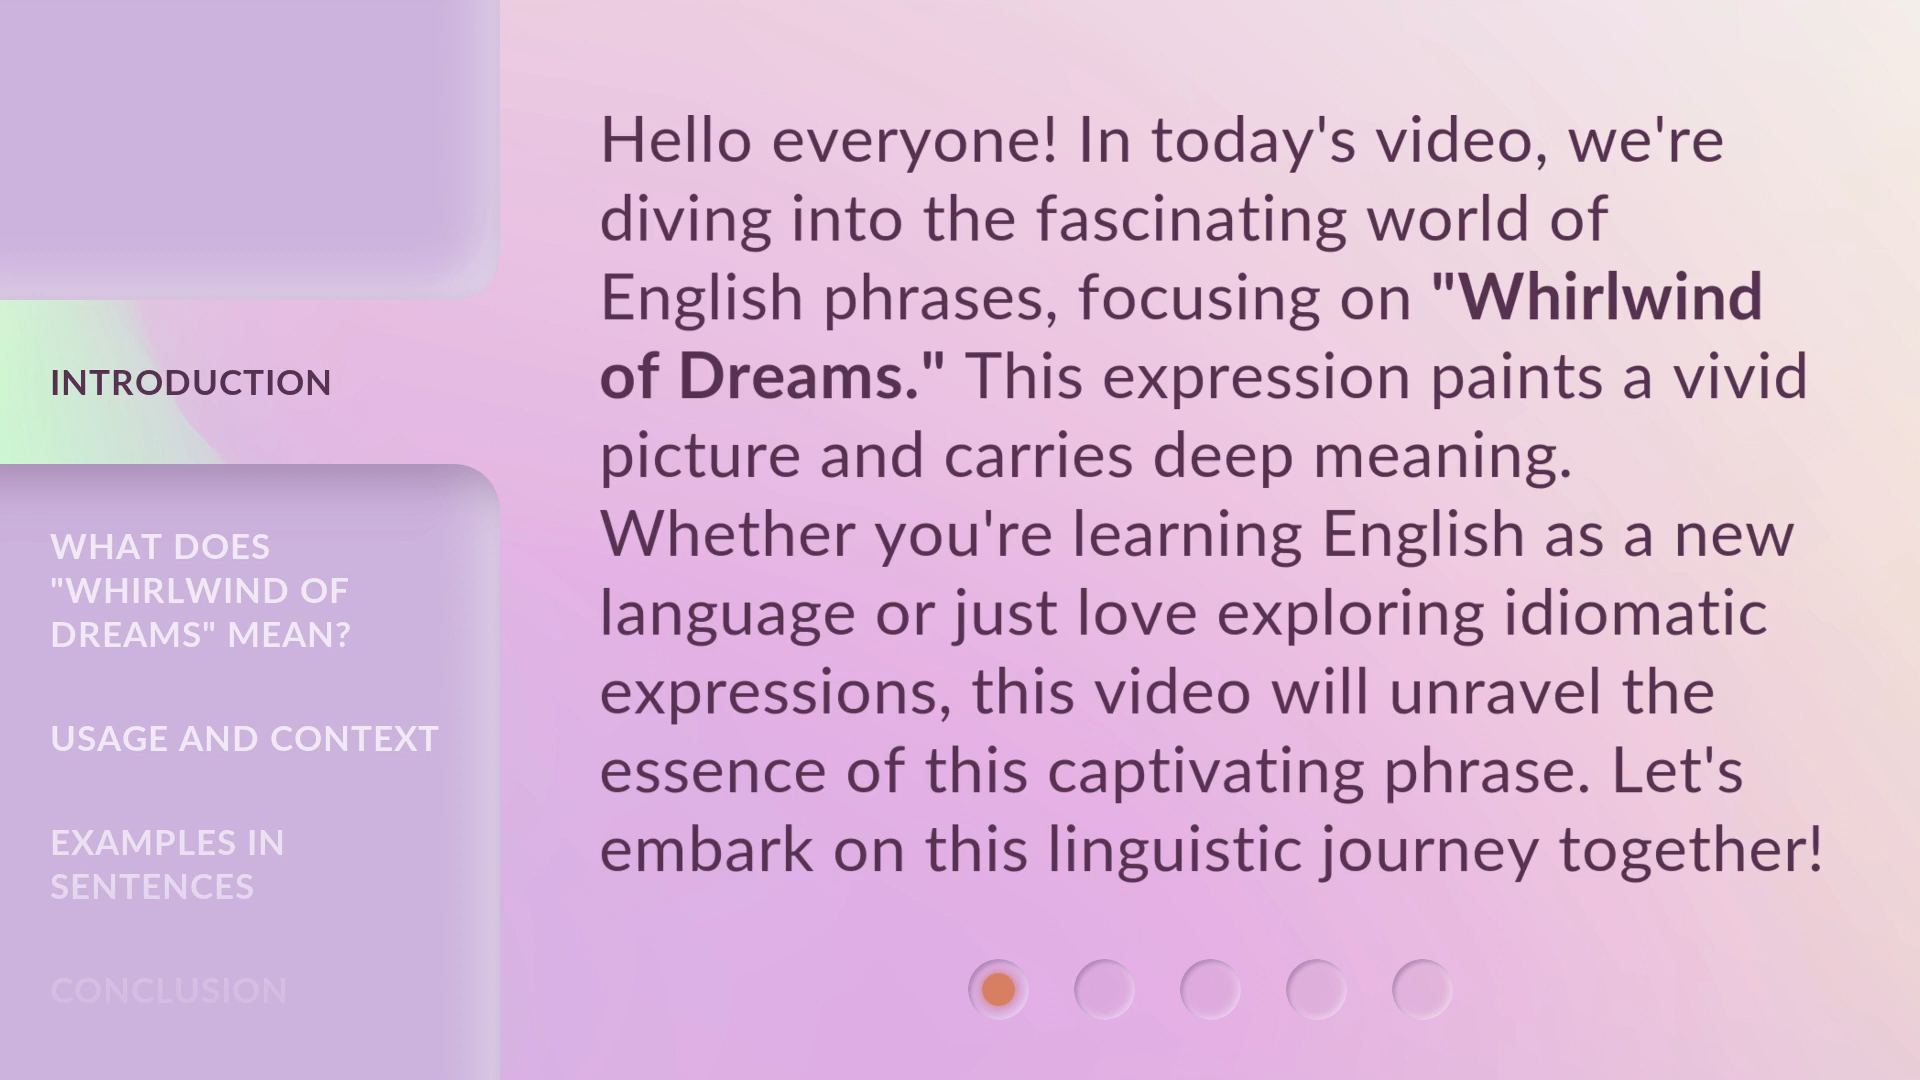 INTRODUCTION
WHAT DOES
"WHIRLWIND OF
DREAMS" MEAN?
USAGE AND CONTEXT
EXAMPLES IN
SENTENCES
CONCLUSION
Hello everyone! In today's video, we're
diving into the fascinating world of
English phrases, focusing on "Whirlwind
of Dreams." This expression paints a vivid
picture and carries deep meaning.
Whether you're learning English as a new
language or just love exploring idiomatic
expressions, this video will unravel the
essence of this captivating phrase. Let's
embark on this linguistic journey together!